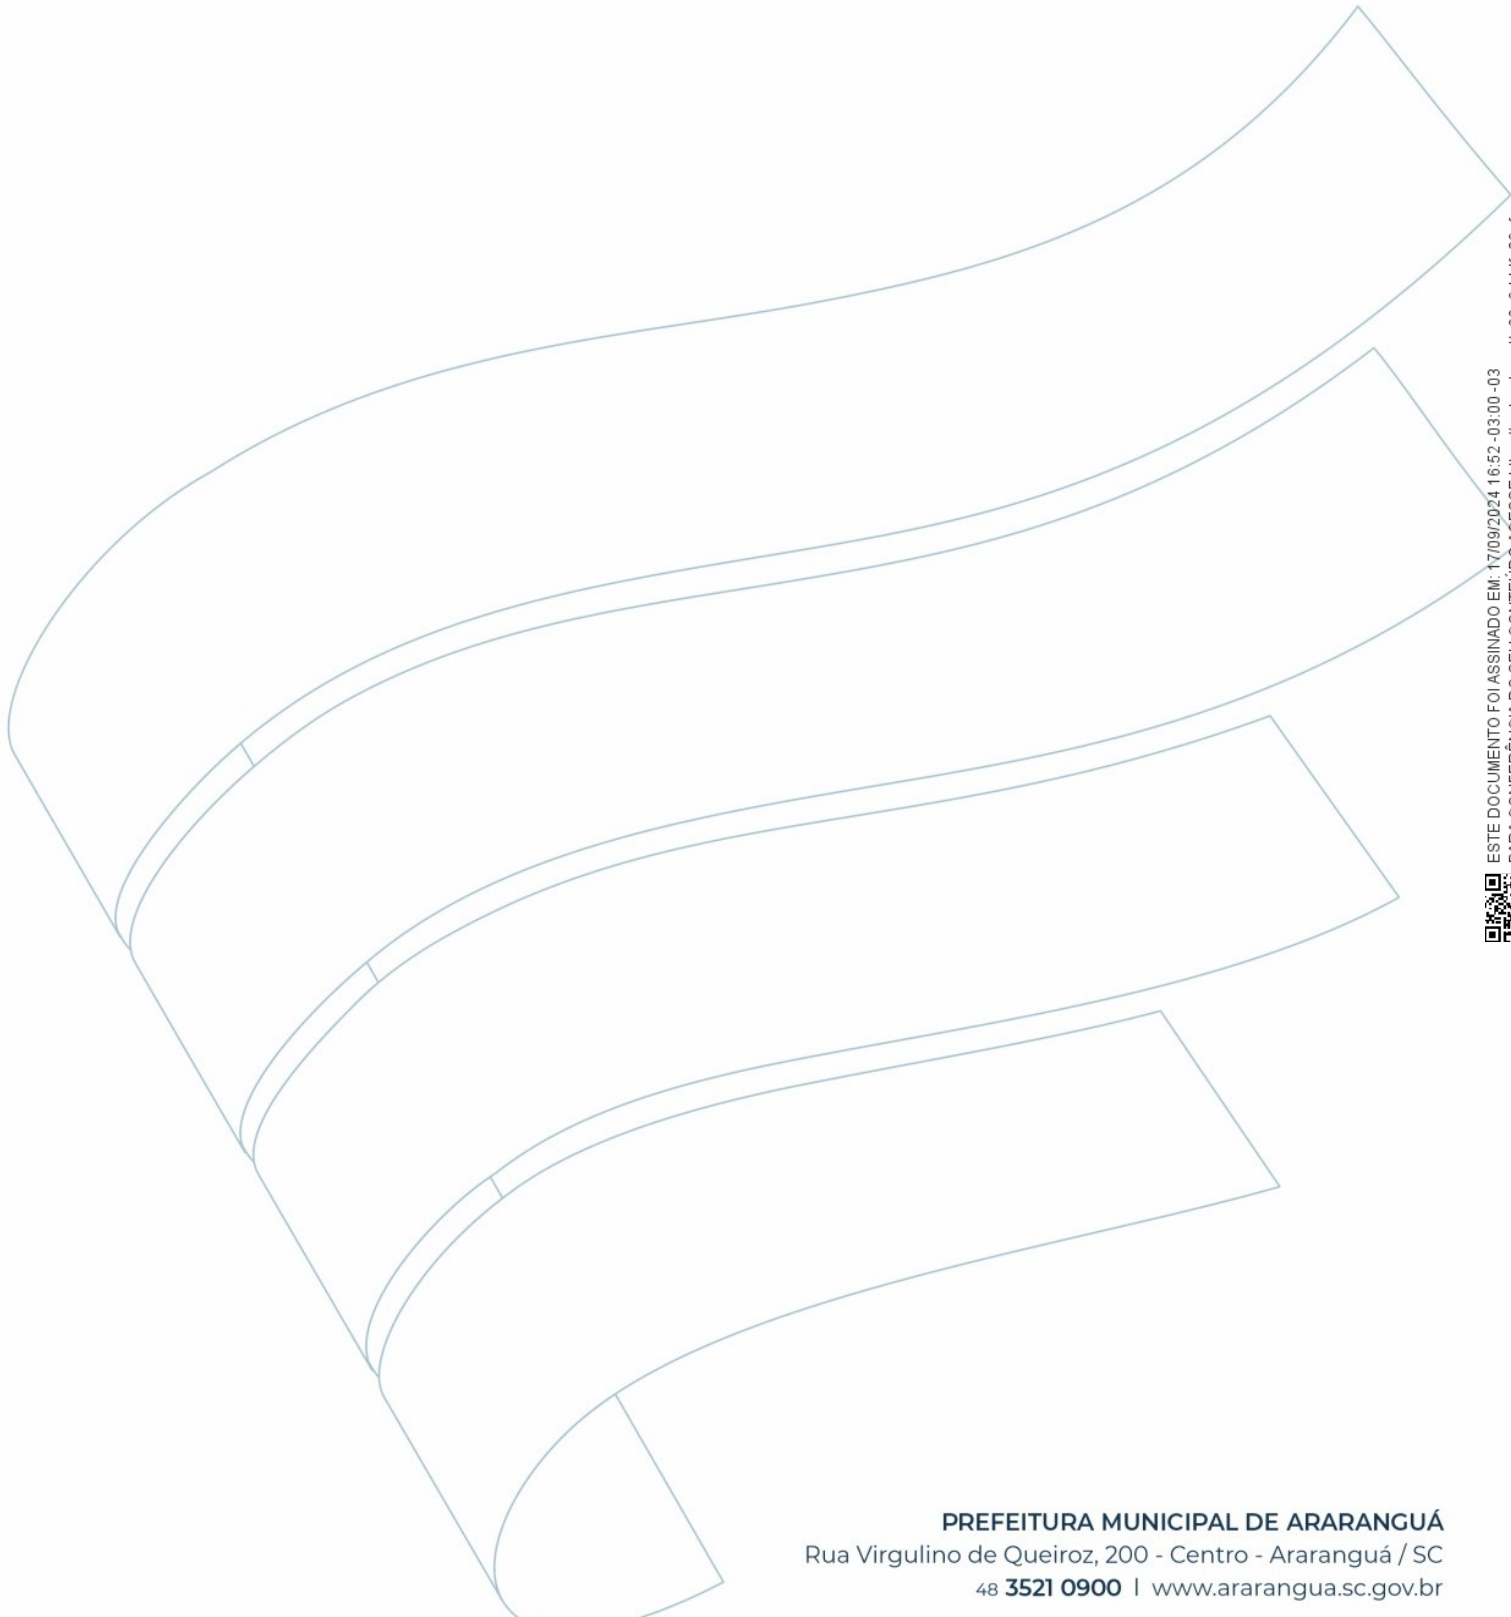 ESTE DOCUMENTO FOI ASSINADO EM: 17/09/2024 16:52 -03:00 -03
PREFEITURA MUNICIPAL DE ARARANGUÁ
Rua Virgulino de Queiroz, 200 - Centro - Araranguá / SC
48 3521 0900 | www.ararangua.sc.gov.br